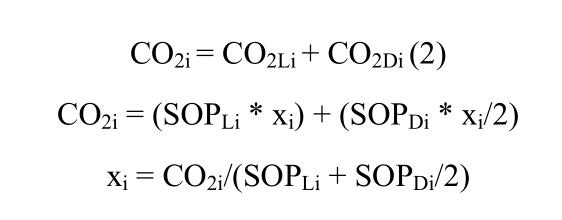 CO₂ᵢ = CO₂Lᵢ + CO₂Dᵢ (2)
CO₂ᵢ = (SOPLᵢ * xᵢ) + (SOPDᵢ * xᵢ/2)
xᵢ = CO₂ᵢ/(SOPLᵢ + SOPDᵢ/2)